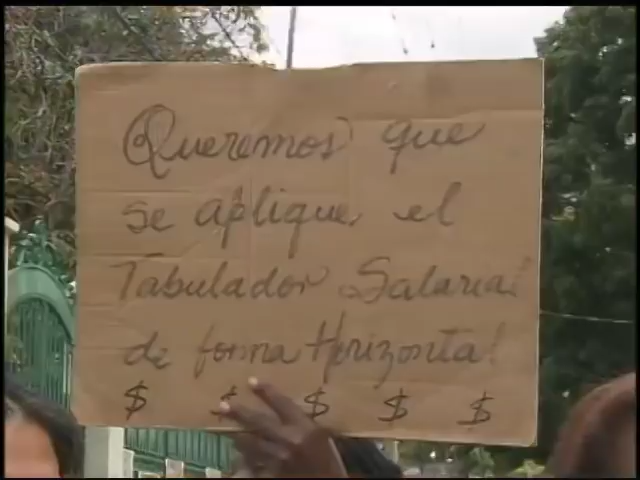 Queremos que
se aplique el
Tabulador Salarial
de forma Horizontal
$ $ $ $ $